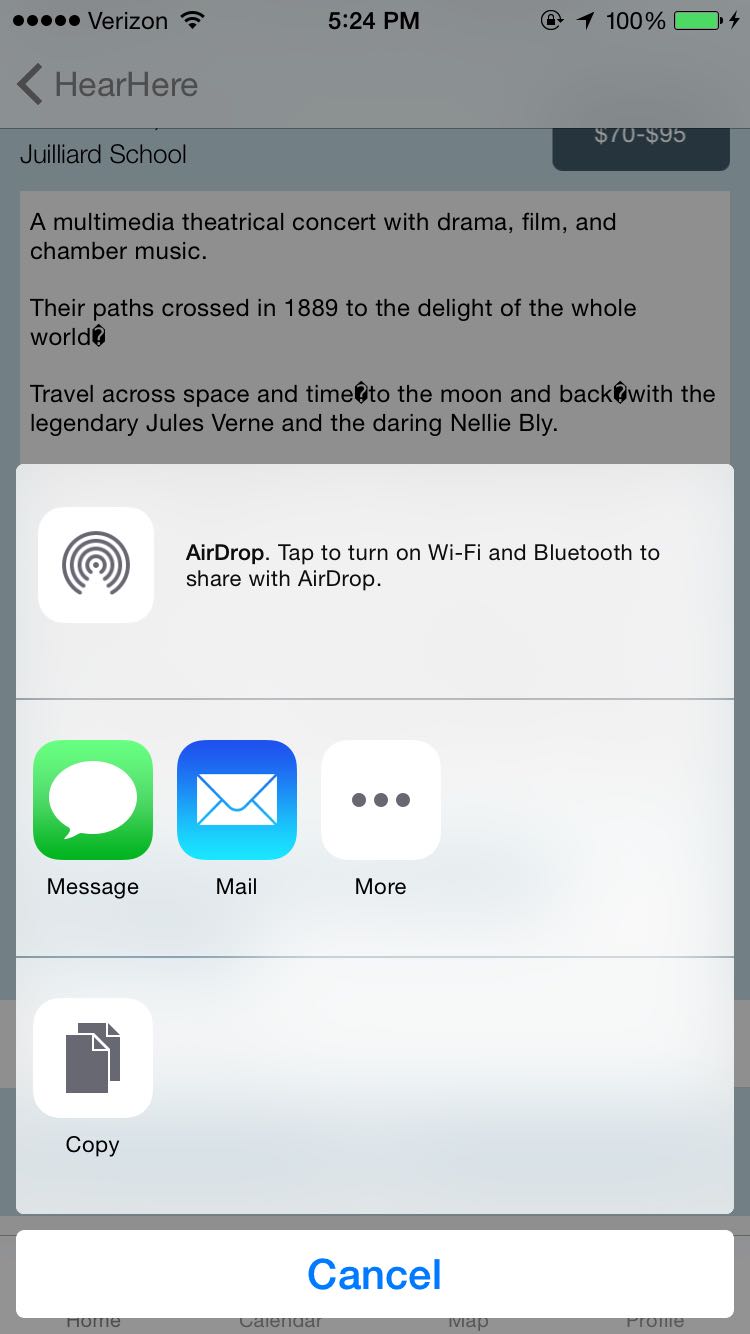 Verizon 5:24 PM 100%
HearHere
Juilliard School
$70-$95
A multimedia theatrical concert with drama, film, and
chamber music.
Their paths crossed in 1889 to the delight of the whole
world�
Travel across space and time�to the moon and back�with the
legendary Jules Verne and the daring Nellie Bly.
AirDrop. Tap to turn on Wi-Fi and Bluetooth to
share with AirDrop.
Message Mail More
Copy
Cancel
Home Calendar Map Profile